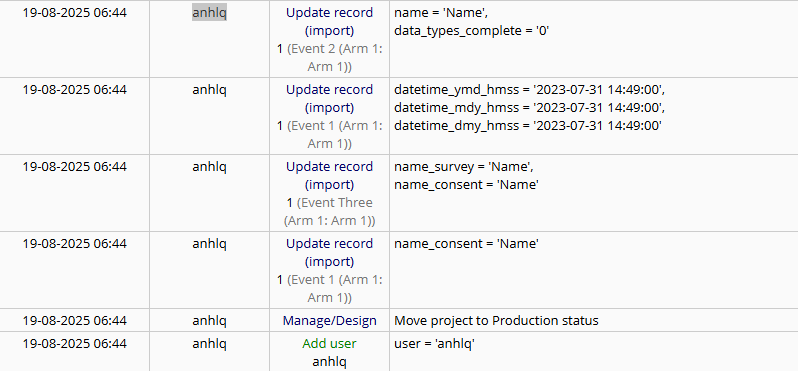 19-08-2025 06:44 anhlq Update record name = 'Name',
(import) data_types_complete = '0'
1 (Event 2 (Arm 1:
Arm 1))
19-08-2025 06:44 anhlq Update record datetime_ymd_hmss = '2023-07-31 14:49:00',
(import) datetime_mdy_hmss = '2023-07-31 14:49:00',
1 (Event 1 (Arm 1: datetime_dmy_hmss = '2023-07-31 14:49:00'
Arm 1))
19-08-2025 06:44 anhlq Update record name_survey = 'Name',
(import) name_consent = 'Name'
1 (Event Three
(Arm 1: Arm 1))
19-08-2025 06:44 anhlq Update record name_consent = 'Name'
(import)
1 (Event 1 (Arm 1:
Arm 1))
19-08-2025 06:44 anhlq Manage/Design Move project to Production status
19-08-2025 06:44 anhlq Add user user = 'anhlq'
anhlq